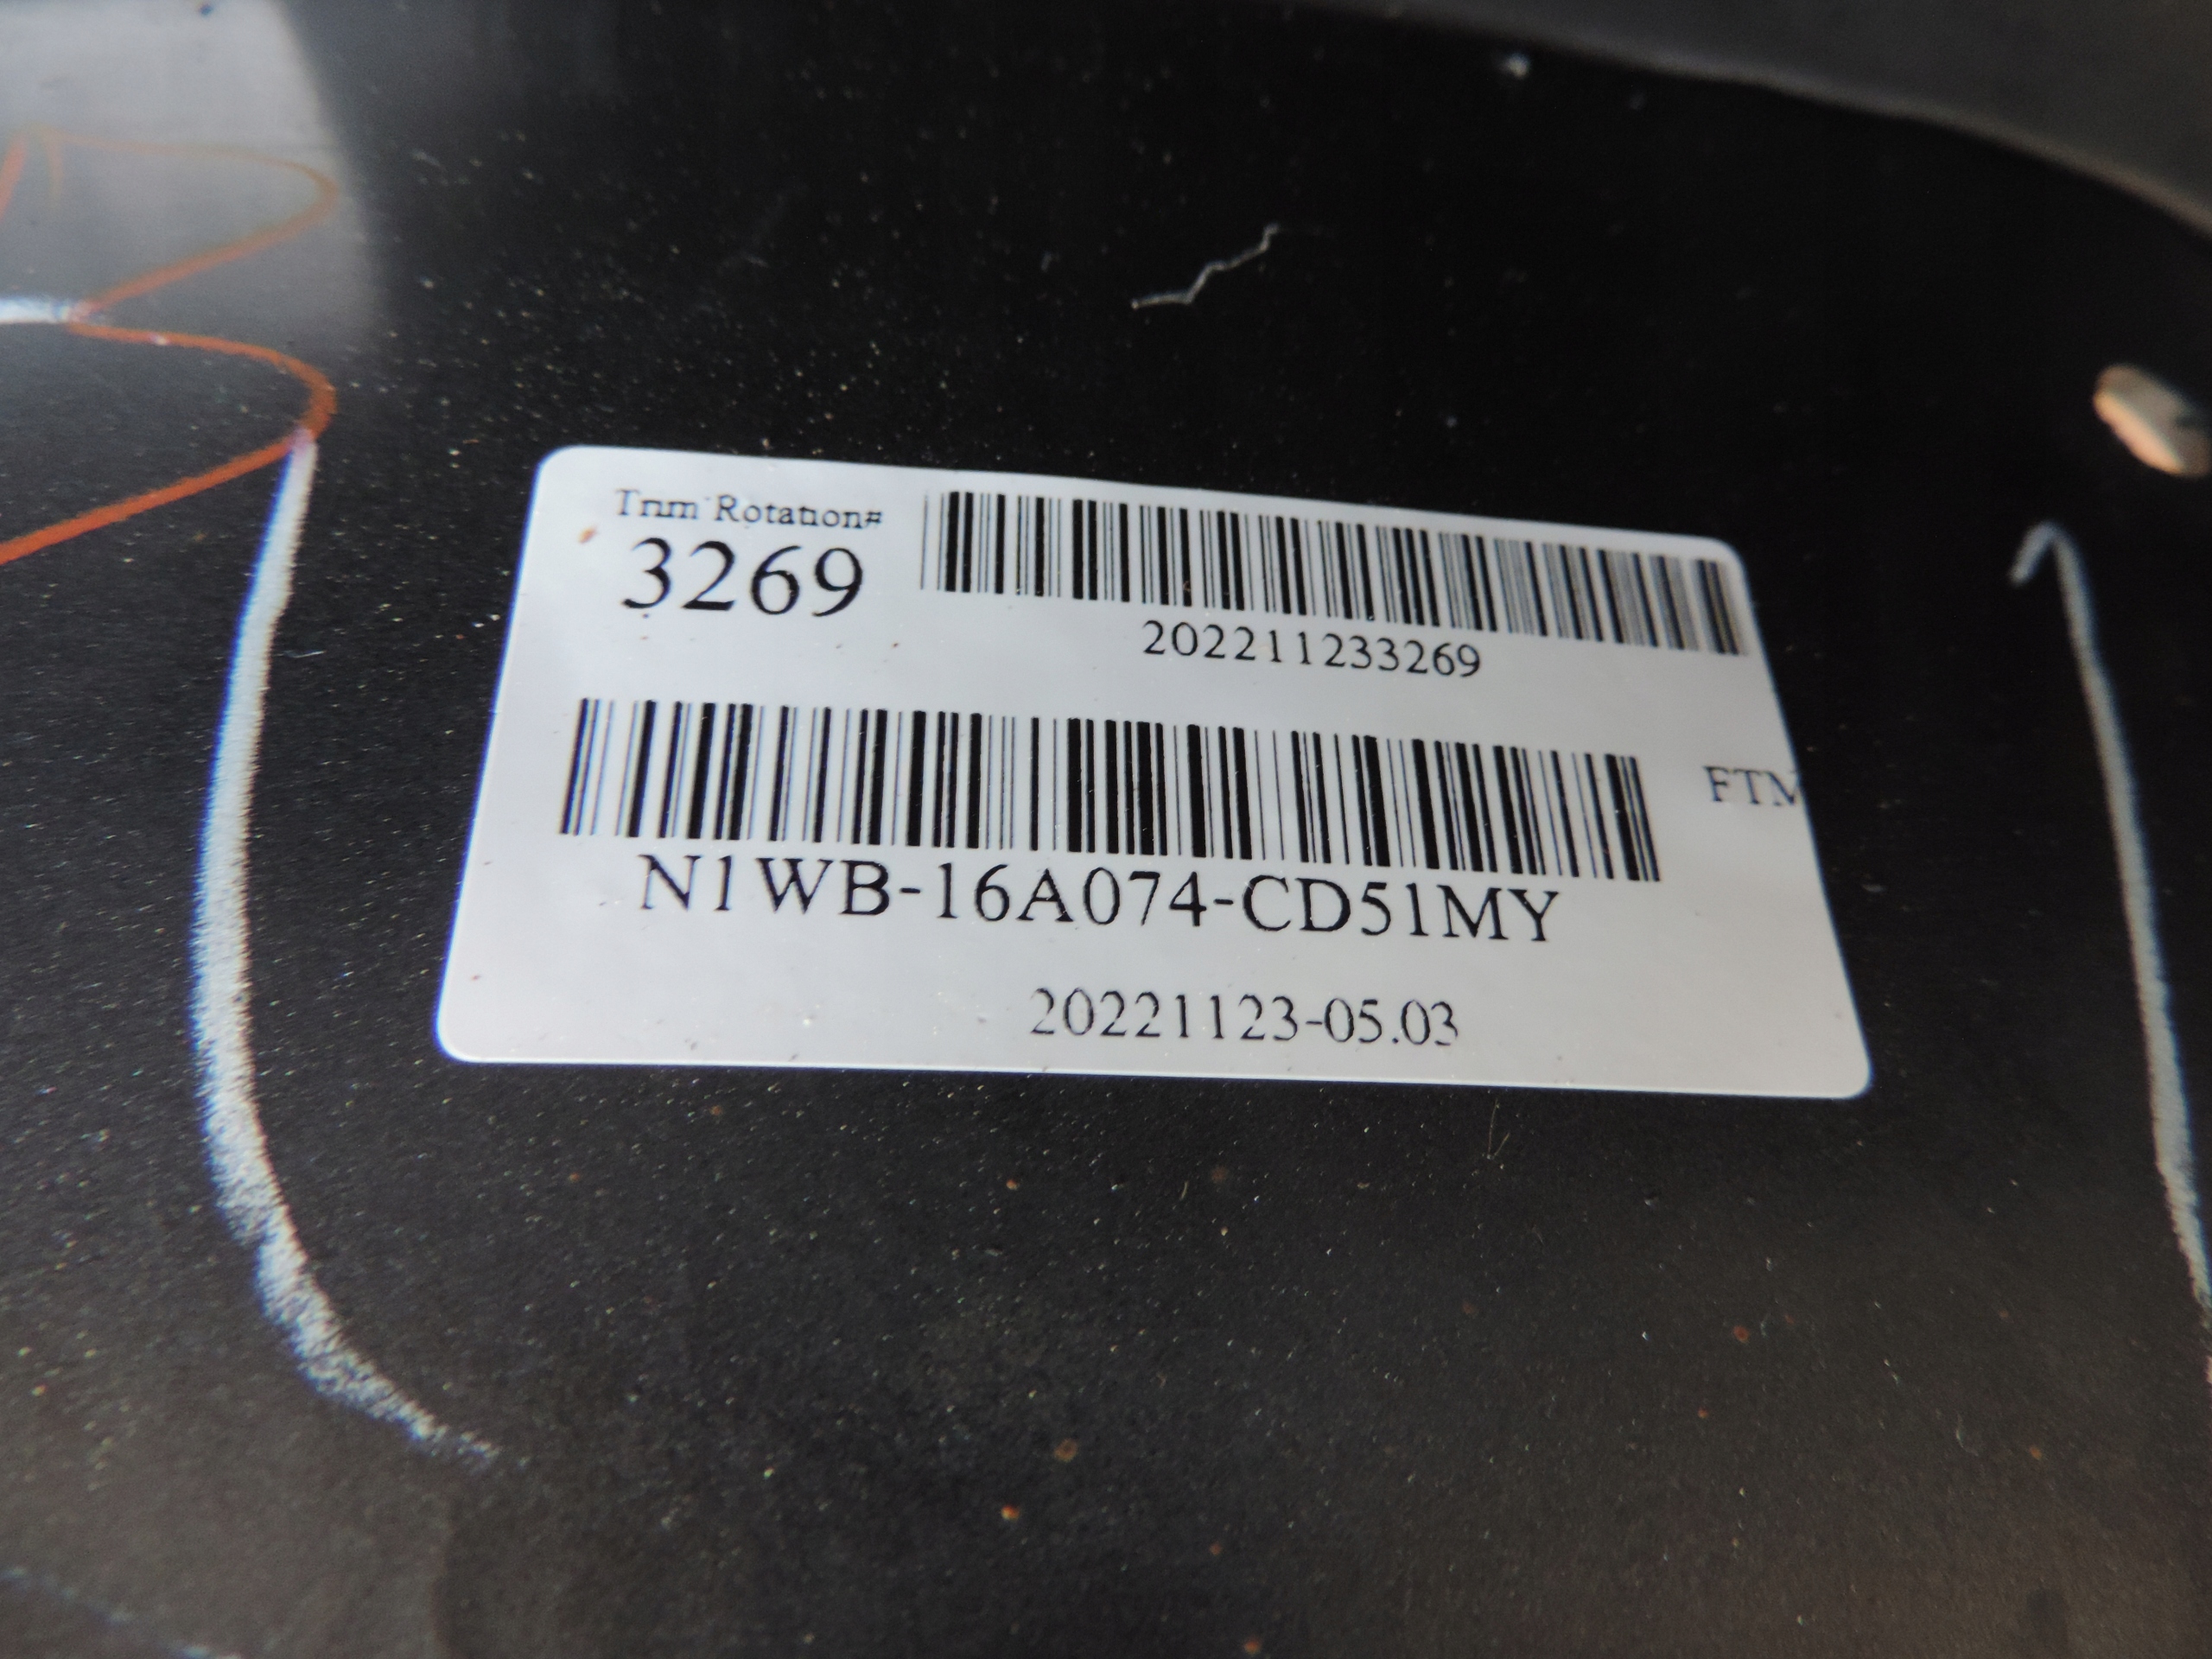 Trim Rotation#
3269
202211233269
FTM
N1WB-16A074-CD51MY
20221123-05.03